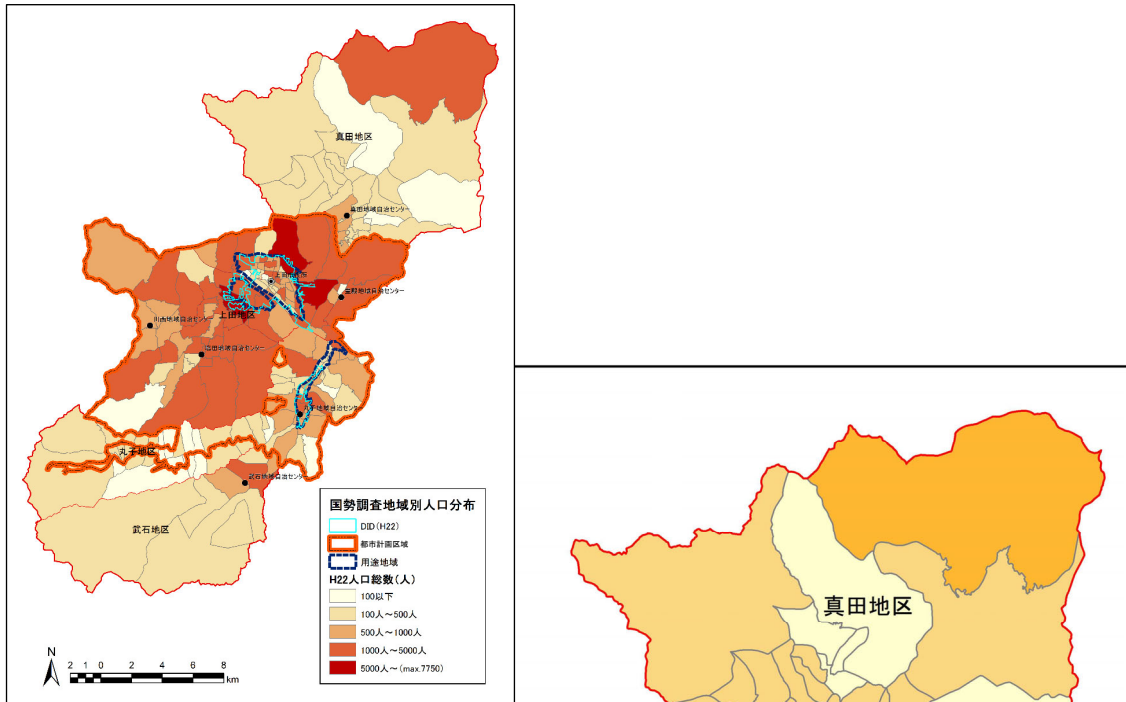 真田地区
真田地域自治センター
上田市役所
豊殿地域自治センター
上田地区
川西地域自治センター
塩田地域自治センター
丸子地域自治センター
丸子地区
武石地域自治センター
武石地区
国勢調査地域別人口分布
DID(H22)
都市計画区域
用途地域
H22人口総数(人)
100以下
100人～500人
500人～1000人
1000人～5000人
5000人～(max.7750)
N
2 1 0 2 4 6 8
km
真田地区